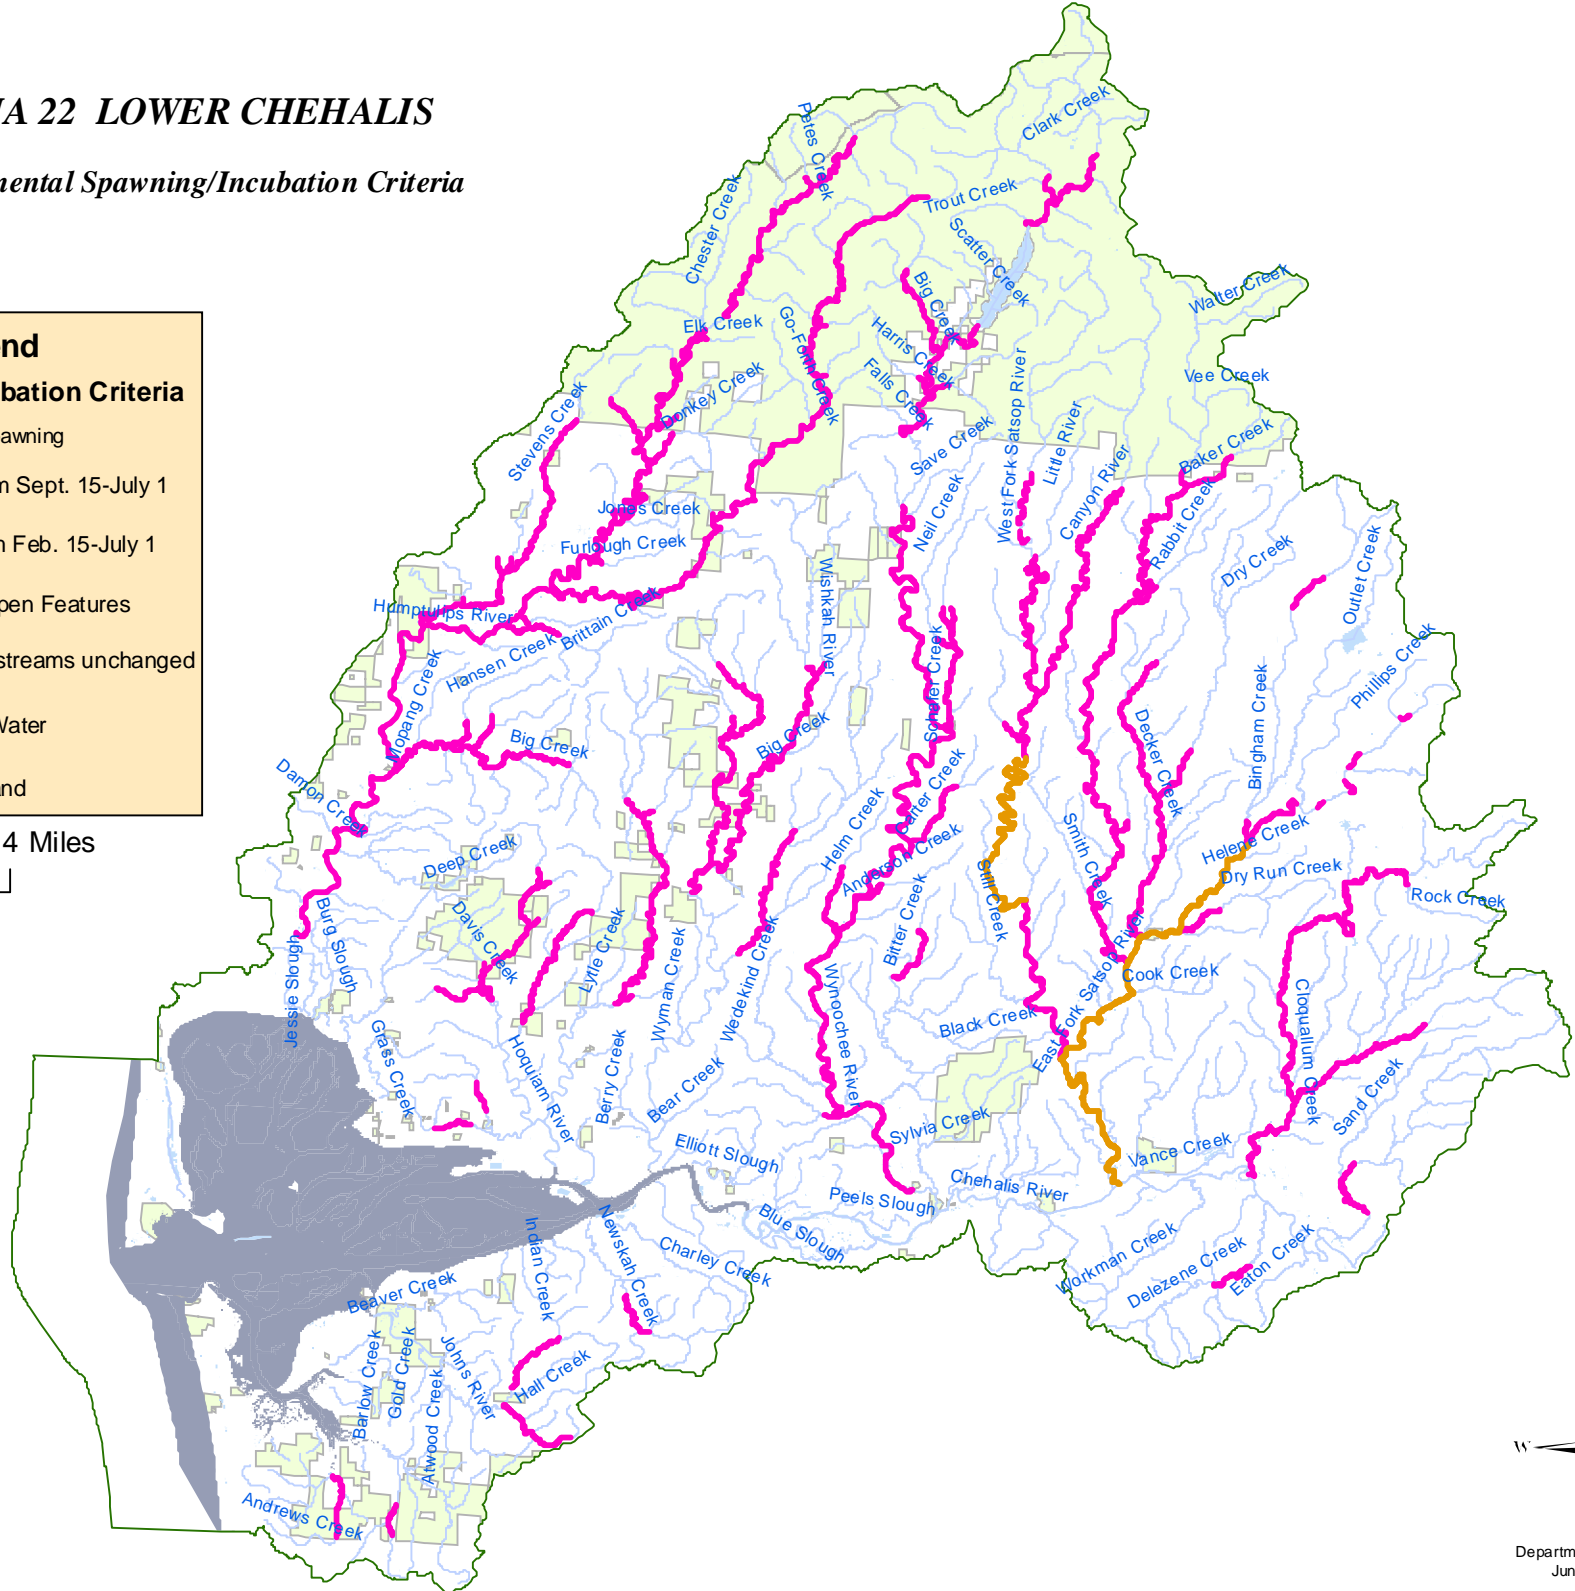 A 22 LOWER CHEHALIS
mental Spawning/Incubation Criteria
nd
bation Criteria
awning
m Sept. 15-July 1
n Feb. 15-July 1
pen Features
streams unchanged
Water
and
4 Miles
Petes Creek
Clark Creek
Chester Creek
Trout Creek
Scatter Creek
Walter Creek
Big Creek
Elk Creek
Go-Forth Creek
Harris Creek
Falls Creek
West Fork Satsop River
Vee Creek
Donkey Creek
Stevens Creek
Save Creek
Little River
Canyon River
Baker Creek
Neil Creek
Rabbit Creek
Jones Creek
Furlough Creek
Dry Creek
Outlet Creek
Wishkah River
Humptulips River
Brittain Creek
Hansen Creek
Mopang Creek
Schafer Creek
Phillips Creek
Bingham Creek
Decker Creek
Big Creek
Big Creek
Damon Creek
Helm Creek
Carter Creek
Anderson Creek
Smith Creek
Helene Creek
Dry Run Creek
Rock Creek
Deep Creek
Still Creek
Davis Creek
Burg Slough
Jessie Slough
Lytle Creek
Wyman Creek
Wedekind Creek
Bitter Creek
East Fork Satsop River
Cook Creek
Wynoochee River
Black Creek
Cloquallum Creek
Grass Creek
Hoquiam River
Berry Creek
Bear Creek
Sand Creek
Sylvia Creek
Elliott Slough
Vance Creek
Chehalis River
Peels Slough
Blue Slough
Indian Creek
Newskah Creek
Charley Creek
Workman Creek
Delezene Creek
Eaton Creek
Beaver Creek
Barlow Creek
Gold Creek
Johns River
Hall Creek
Atwood Creek
Andrews Creek
W
Departm
Jun